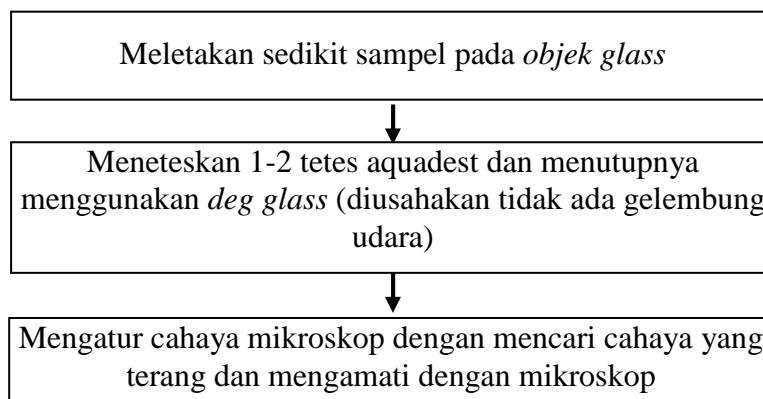 Meletakan sedikit sampel pada objek glass
Meneteskan 1-2 tetes aquadest dan menutupnya
menggunakan deg glass (diusahakan tidak ada gelembung
udara)
Mengatur cahaya mikroskop dengan mencari cahaya yang
terang dan mengamati dengan mikroskop